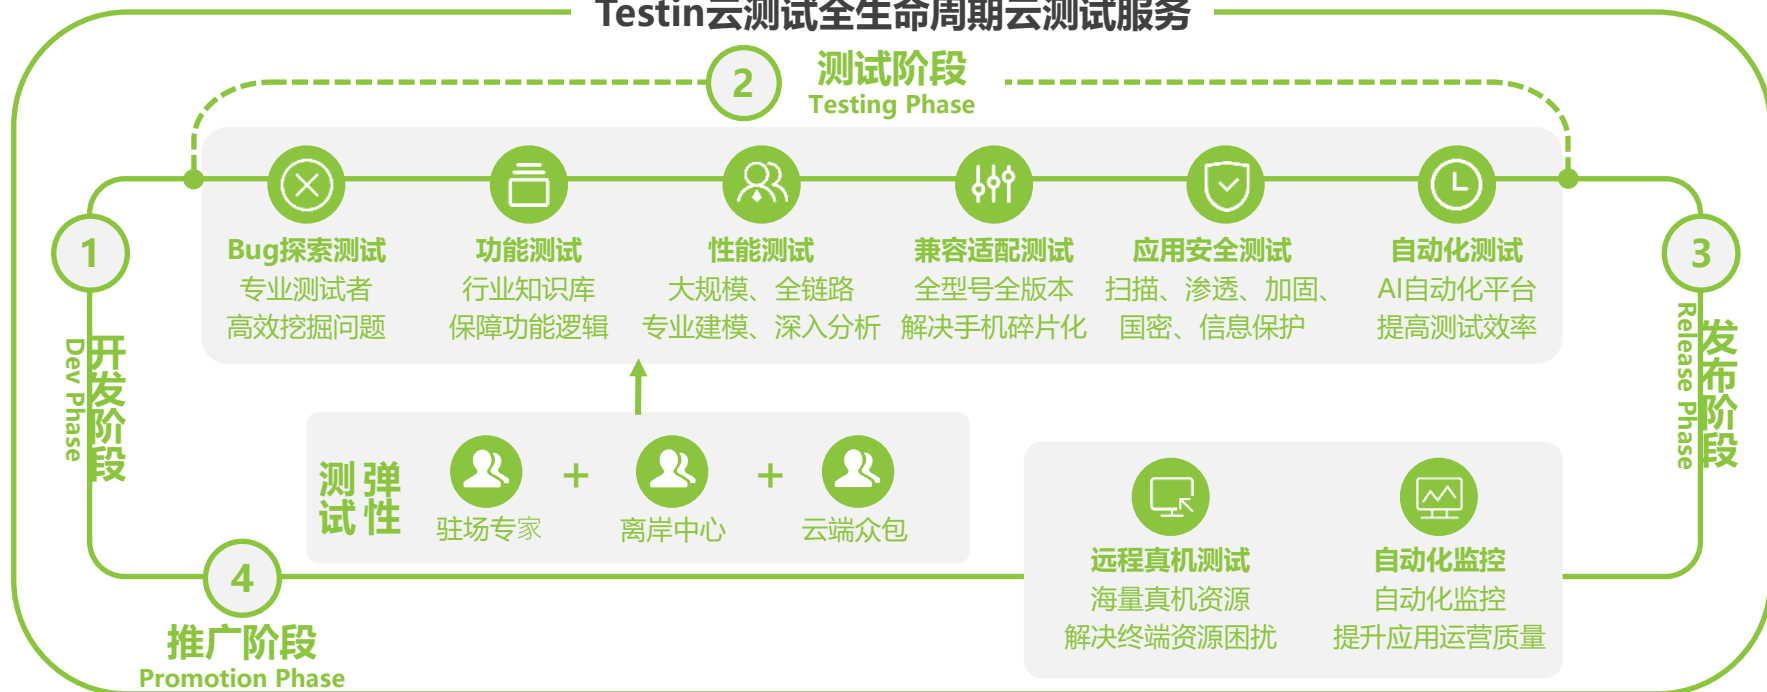 Testin云测试全生命周期云测试服务
2
测试阶段
Testing Phase
1
开发阶段
Dev Phase
Bug探索测试
专业测试者
高效挖掘问题
功能测试
行业知识库
保障功能逻辑
性能测试
大规模、全链路
专业建模、深入分析
兼容适配测试
全型号全版本
解决手机碎片化
应用安全测试
扫描、渗透、加固、
国密、信息保护
自动化测试
AI自动化平台
提高测试效率
3
发布阶段
Release Phase
弹性
测试
驻场专家
+
离岸中心
+
云端众包
远程真机测试
海量真机资源
解决终端资源困扰
自动化监控
自动化监控
提升应用运营质量
4
推广阶段
Promotion Phase